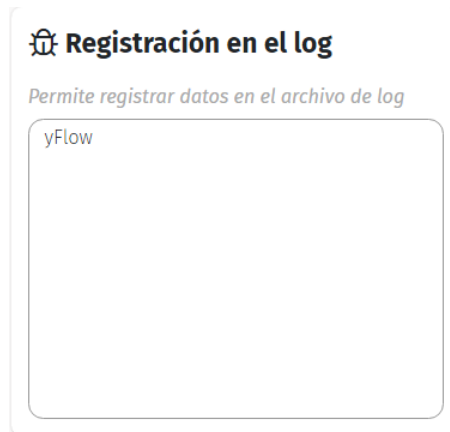 Registración en el log
Permite registrar datos en el archivo de log
yFlow